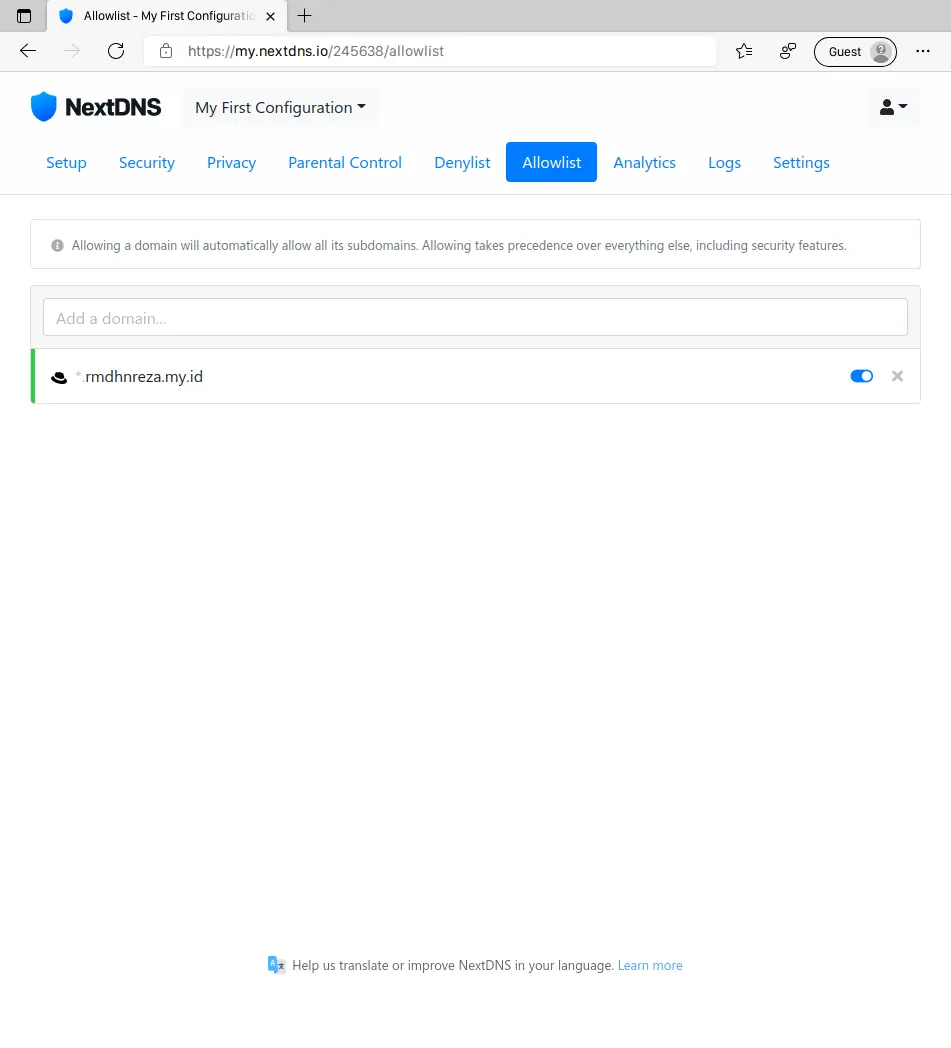 Allowlist - My First Configuratio
https://my.nextdns.io/245638/allowlist
Guest
NextDNS
My First Configuration
Setup Security Privacy Parental Control Denylist Allowlist Analytics Logs Settings
Allowing a domain will automatically allow all its subdomains. Allowing takes precedence over everything else, including security features.
Add a domain...
*.rmdhnreza.my.id
Help us translate or improve NextDNS in your language. Learn more